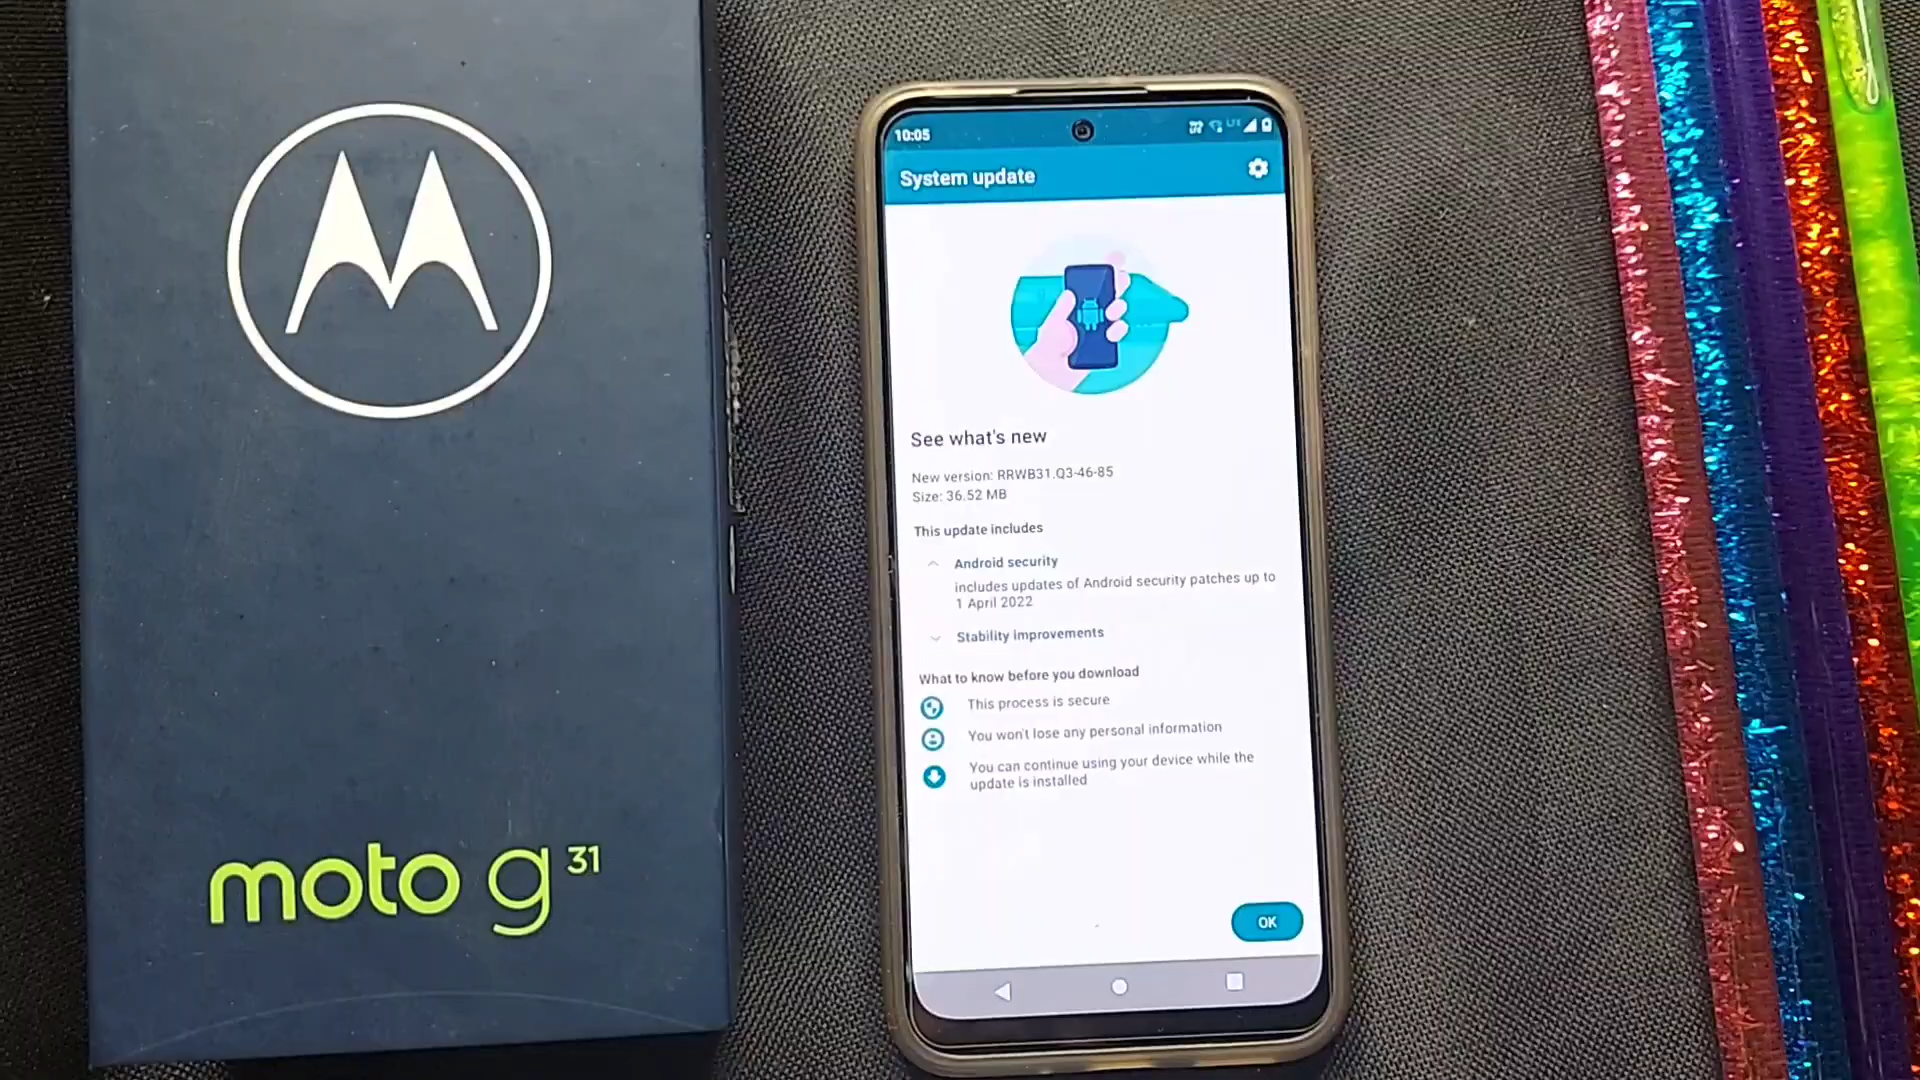 moto g 31
10:05
System update
See what's new
New version: RRWB31.Q3-46-85
Size: 36.52 MB
This update includes
Android security
includes updates of Android security patches up to
1 April 2022
Stability improvements
What to know before you download
This process is secure
You won't lose any personal information
You can continue using your device while the
update is installed
OK